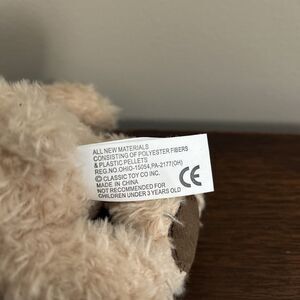 ALL NEW MATERIALS
CONSISTING OF POLYESTER FIBERS
& PLASTIC PELLETS
REG.NO.OHIO-15054,PA-2177(OH)
© CLASSIC TOY CO INC.
MADE IN CHINA
NOT RECOMMENDED FOR
CHILDREN UNDER 3 YEARS OLD
CE